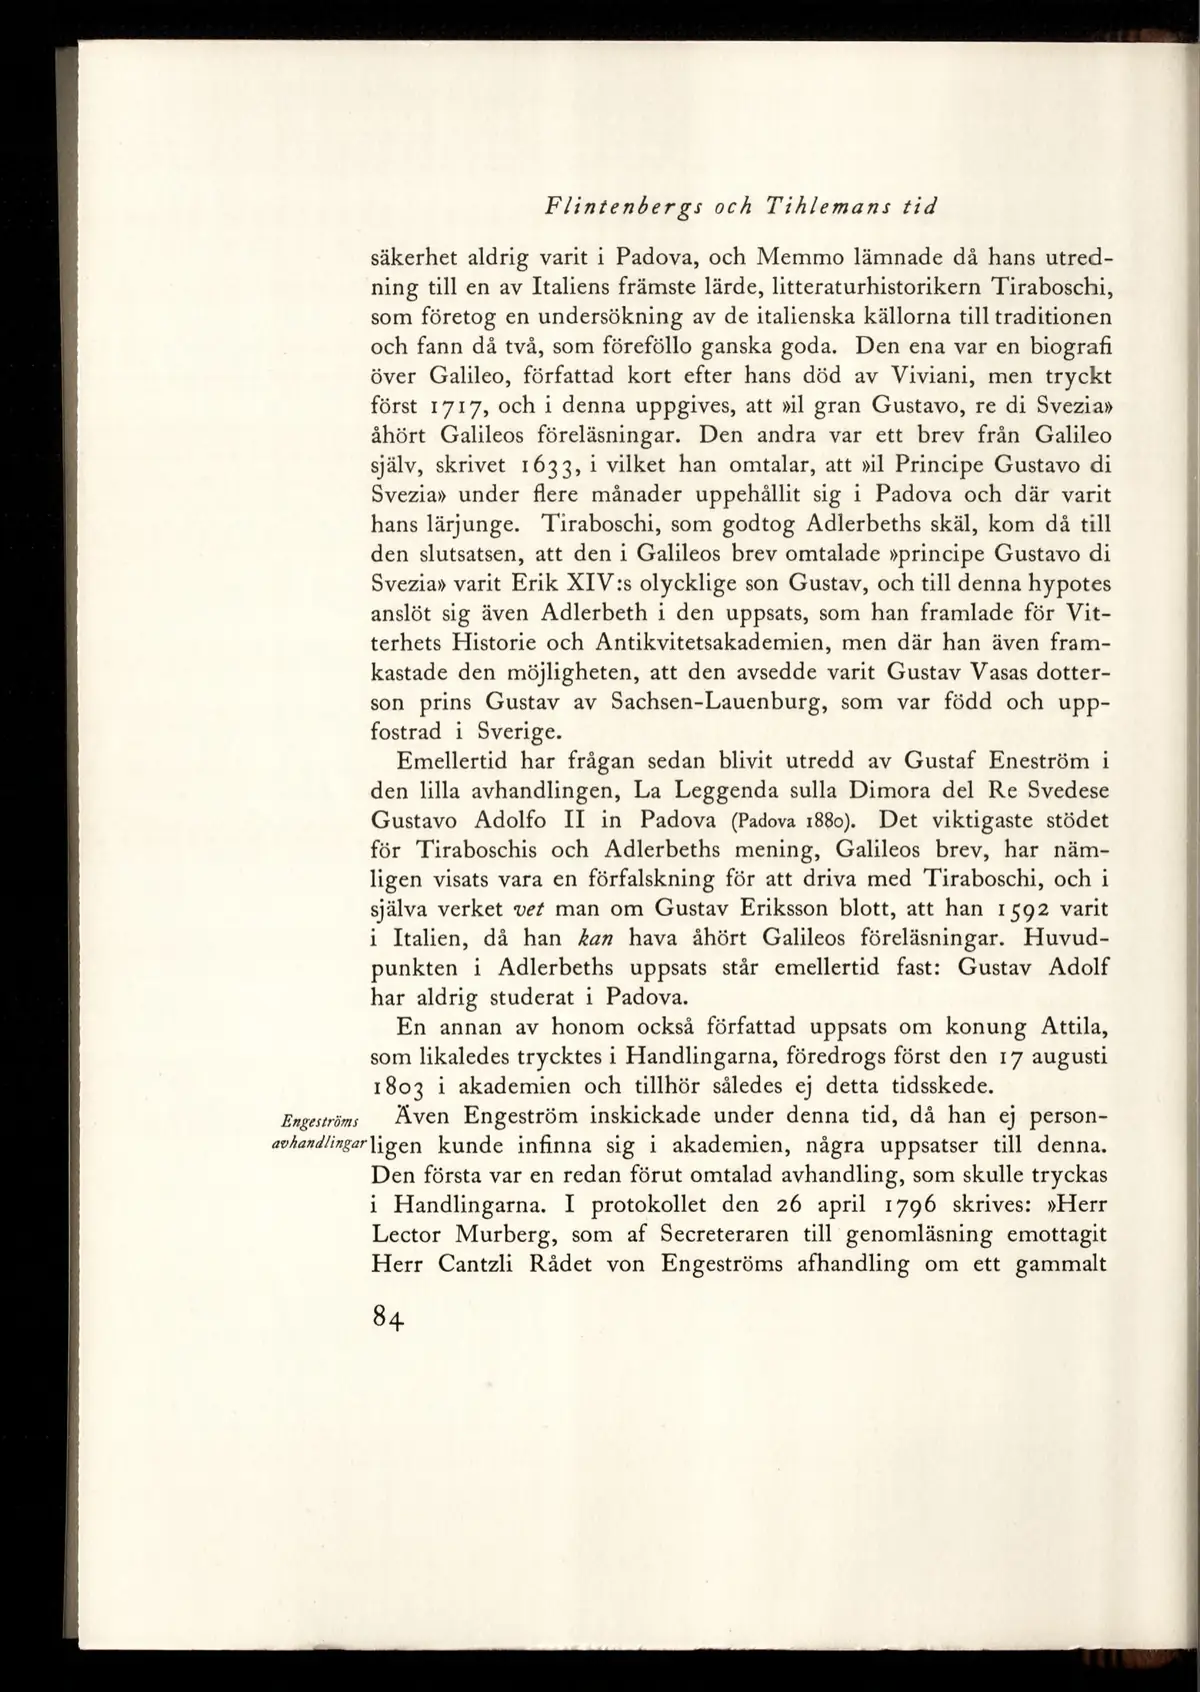 Flintenbergs och Tihlemans tid
säkerhet aldrig varit i Padova, och Memmo lämnade då hans utred-
ning till en av Italiens främste lärde, litteraturhistorikern Tiraboschi,
som företog en undersökning av de italienska källorna till traditionen
och fann då två, som föreföllo ganska goda. Den ena var en biografi
över Galileo, författad kort efter hans död av Viviani, men tryckt
först 1717, och i denna uppgives, att »il gran Gustavo, re di Svezia»
åhört Galileos föreläsningar. Den andra var ett brev från Galileo
själv, skrivet 1633, i vilket han omtalar, att »il Principe Gustavo di
Svezia» under flere månader uppehållit sig i Padova och där varit
hans lärjunge. Tiraboschi, som godtog Adlerbeths skäl, kom då till
den slutsatsen, att den i Galileos brev omtalade »principe Gustavo di
Svezia» varit Erik XIV:s olycklige son Gustav, och till denna hypotes
anslöt sig även Adlerbeth i den uppsats, som han framlade för Vit-
terhets Historie och Antikvitetsakademien, men där han även fram-
kastade den möjligheten, att den avsedde varit Gustav Vasas dotter-
son prins Gustav av Sachsen-Lauenburg, som var född och upp-
fostrad i Sverige.
Emellertid har frågan sedan blivit utredd av Gustaf Eneström i
den lilla avhandlingen, La Leggenda sulla Dimora del Re Svedese
Gustavo Adolfo II in Padova (Padova 1880). Det viktigaste stödet
för Tiraboschis och Adlerbeths mening, Galileos brev, har näm-
ligen visats vara en förfalskning för att driva med Tiraboschi, och i
själva verket vet man om Gustav Eriksson blott, att han 1592 varit
i Italien, då han kan hava åhört Galileos föreläsningar. Huvud-
punkten i Adlerbeths uppsats står emellertid fast: Gustav Adolf
har aldrig studerat i Padova.
En annan av honom också författad uppsats om konung Attila,
som likaledes trycktes i Handlingarna, föredrogs först den 17 augusti
1803 i akademien och tillhör således ej detta tidsskede.
Engeströms
avhandlingar
Även Engeström inskickade under denna tid, då han ej person-
ligen kunde infinna sig i akademien, några uppsatser till denna.
Den första var en redan förut omtalad avhandling, som skulle tryckas
i Handlingarna. I protokollet den 26 april 1796 skrives: »Herr
Lector Murberg, som af Secreteraren till genomläsning emottagit
Herr Cantzli Rådet von Engeströms afhandling om ett gammalt
84